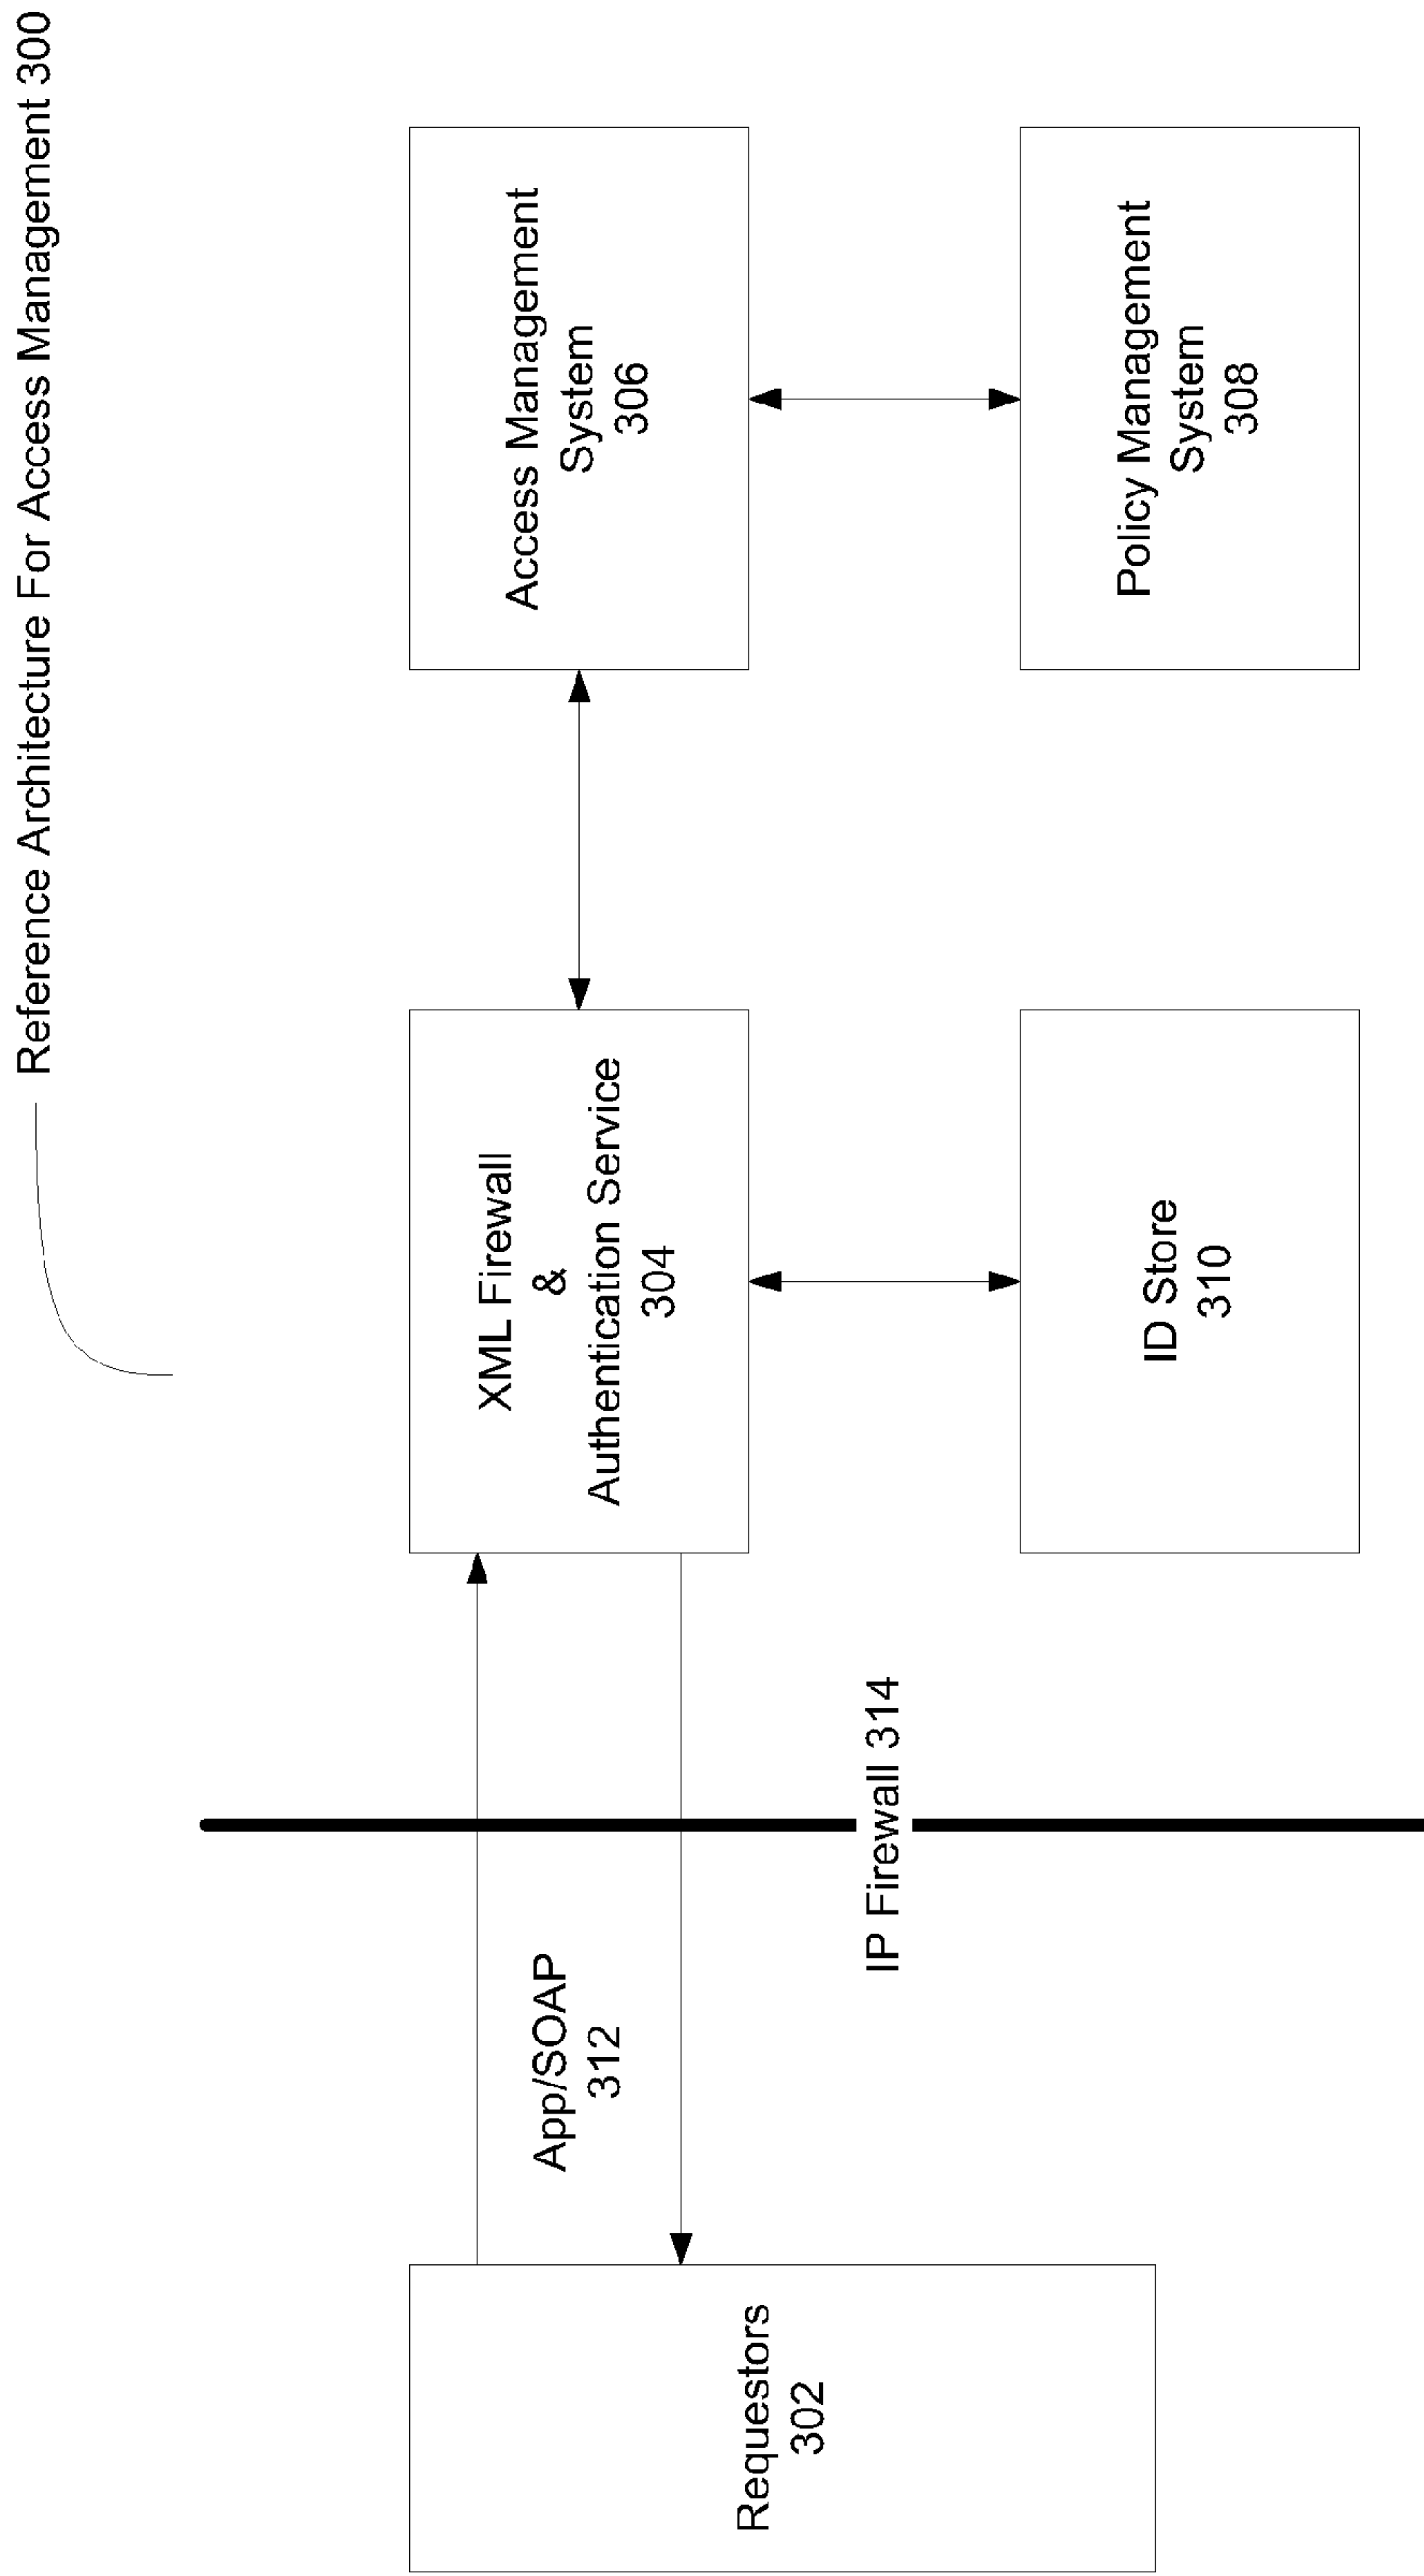 Reference Architecture For Access Management 300
Requestors
302
App/SOAP
312
IP Firewall 314
XML Firewall
&
Authentication Service
304
Access Management
System
306
ID Store
310
Policy Management
System
308